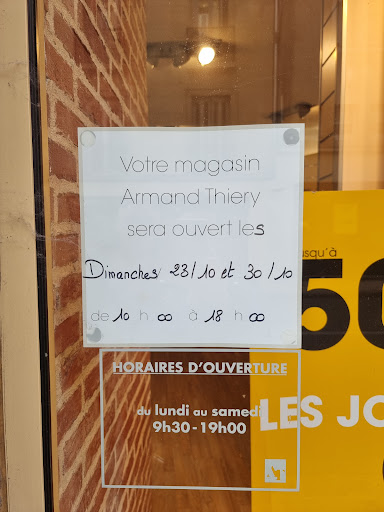 Votre magasin
Armand Thiery
sera ouvert les
Dimanches 23/10 et 30/10
de 10 h 00 à 18 h 00
jusqu'à
50
HORAIRES D'OUVERTURE
du lundi au samedi
9h30-19h00
LES JO